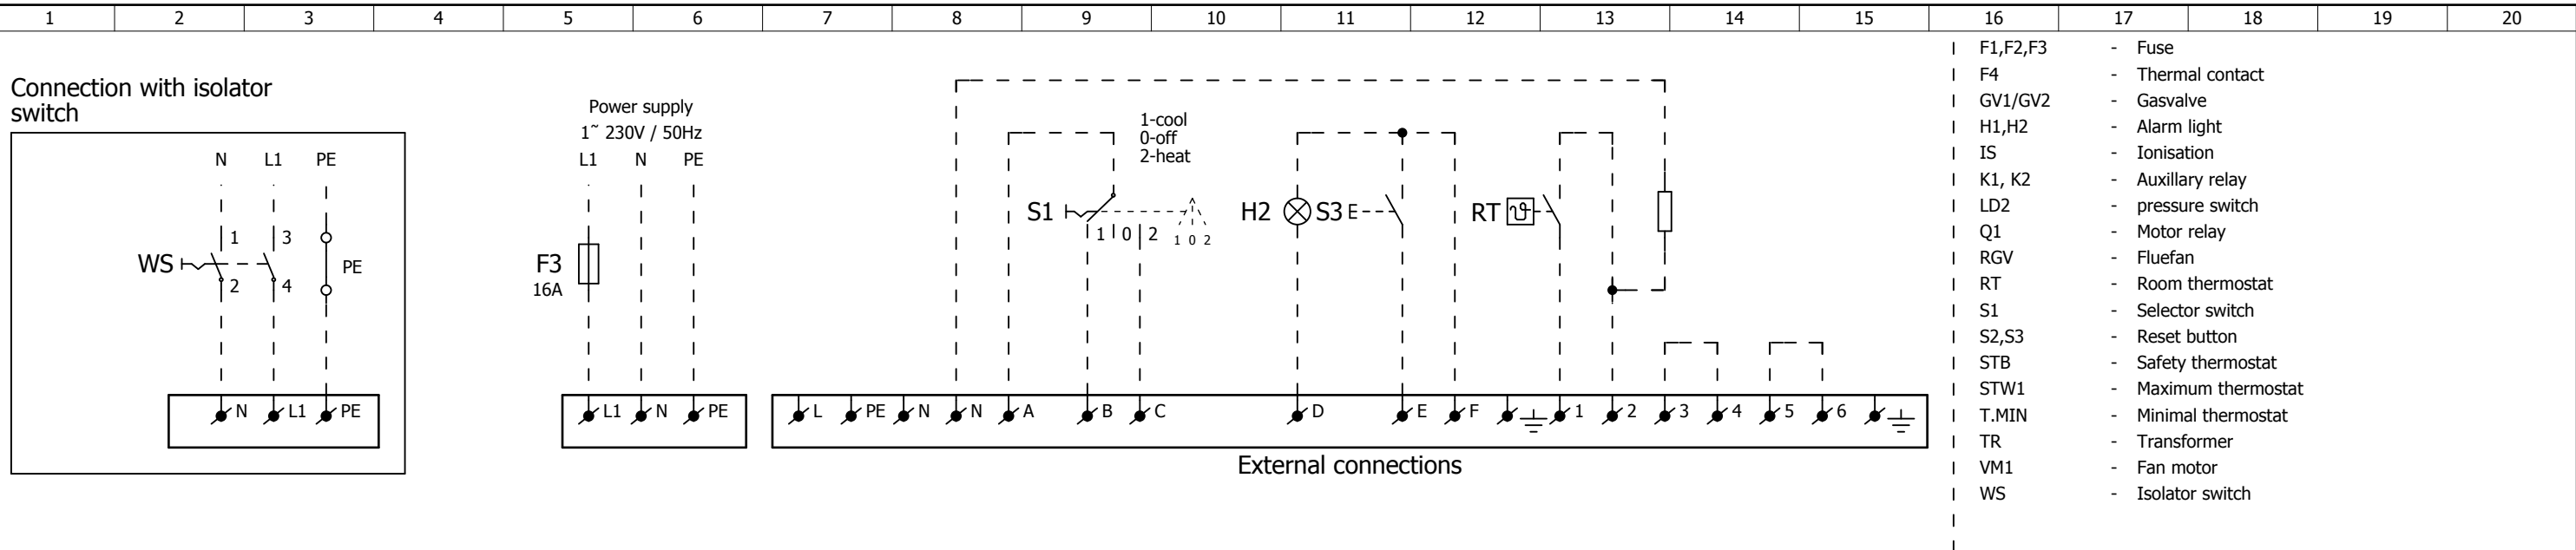 1 2 3 4 5 6 7 8 9 10 11 12 13 14 15 16 17 18 19 20
Connection with isolator
switch
N L1 PE
1 3
WS PE
2 4
N L1 PE
Power supply
1~ 230V / 50Hz
L1 N PE
F3
16A
L1 N PE
1-cool
0-off
2-heat
S1
1 0 2
1 0 2
H2
S3 E
RT ϑ
L PE N N A B C D E F 1 2 3 4 5 6
External connections
F1,F2,F3 - Fuse
F4 - Thermal contact
GV1/GV2 - Gasvalve
H1,H2 - Alarm light
IS - Ionisation
K1, K2 - Auxillary relay
LD2 - pressure switch
Q1 - Motor relay
RGV - Fluefan
RT - Room thermostat
S1 - Selector switch
S2,S3 - Reset button
STB - Safety thermostat
STW1 - Maximum thermostat
T.MIN - Minimal thermostat
TR - Transformer
VM1 - Fan motor
WS - Isolator switch